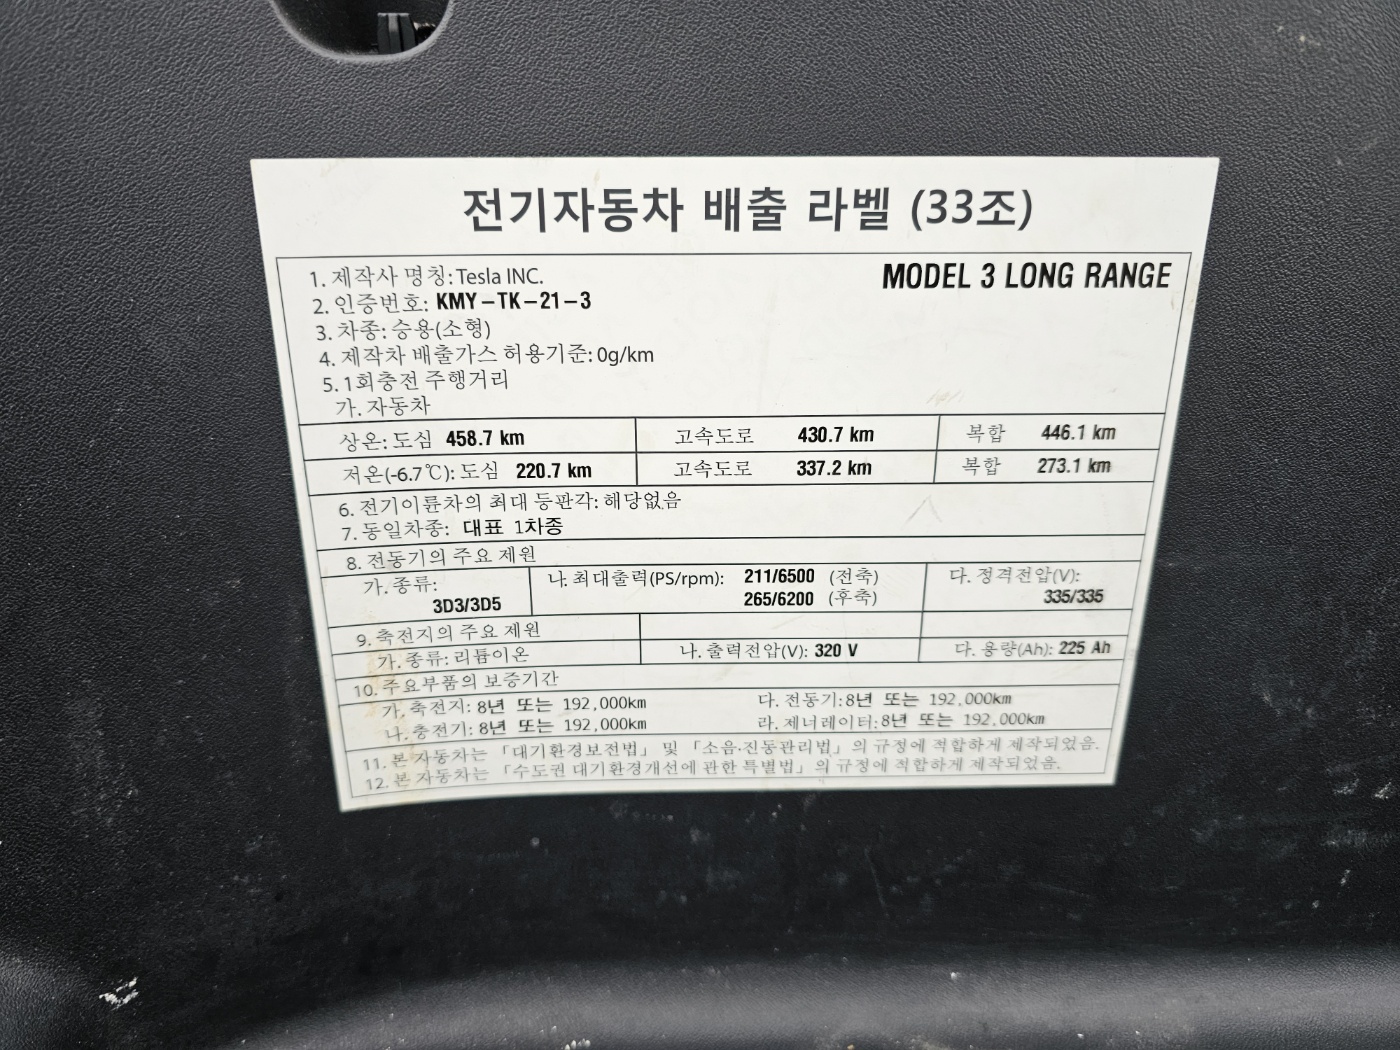 전기자동차 배출 라벨 (33조)
1. 제작사 명칭: Tesla INC. MODEL 3 LONG RANGE
2. 인증번호: KMY-TK-21-3
3. 차종: 승용(소형)
4. 제작차 배출가스 허용기준: 0g/km
5. 1회충전 주행거리
가. 자동차
상온: 도심 458.7 km 고속도로 430.7 km 복합 446.1 km
저온(-6.7℃): 도심 220.7 km 고속도로 337.2 km 복합 273.1 km
6. 전기이륜차의 최대 등판각: 해당없음
7. 동일차종: 대표 1차종
8. 전동기의 주요 제원
가. 종류: 나. 최대출력(PS/rpm): 211/6500 (전축) 다. 정격전압(V):
3D3/3D5 265/6200 (후축) 335/335
9. 축전지의 주요 제원
가. 종류: 리튬이온 나. 출력전압(V): 320 V 다. 용량(Ah): 225 Ah
10. 주요부품의 보증기간
가. 축전지: 8년 또는 192,000km 다. 전동기: 8년 또는 192,000km
나. 충전기: 8년 또는 192,000km 라. 제너레이터: 8년 또는 192,000km
11. 본 자동차는 「대기환경보전법」 및 「소음·진동관리법」의 규정에 적합하게 제작되었음.
12. 본 자동차는 「수도권 대기환경개선에 관한 특별법」의 규정에 적합하게 제작되었음.